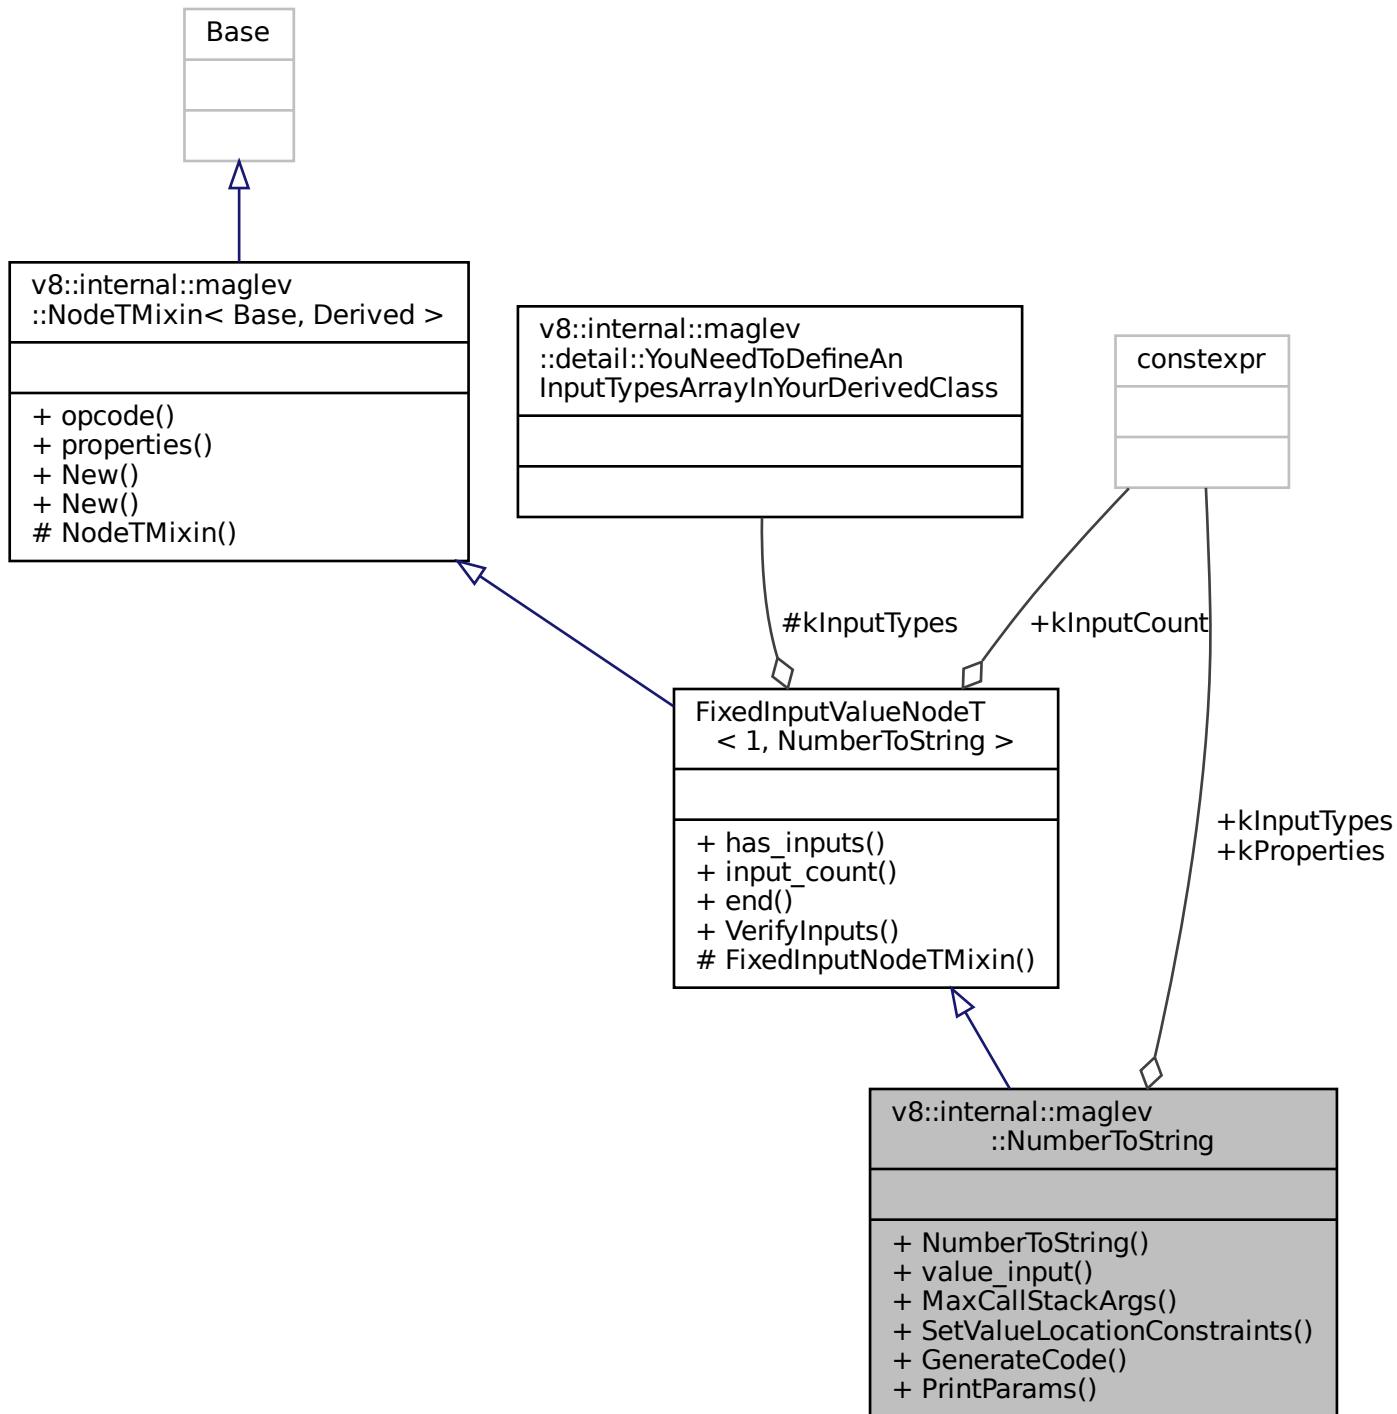 Base
v8::internal::maglev
::NodeTMixin< Base, Derived >
+ opcode()
+ properties()
+ New()
+ New()
# NodeTMixin()
v8::internal::maglev
::detail::YouNeedToDefineAn
InputTypesArrayInYourDerivedClass
constexpr
#kInputTypes
+kInputCount
FixedInputValueNodeT
< 1, NumberToString >
+ has_inputs()
+ input_count()
+ end()
+ VerifyInputs()
# FixedInputNodeTMixin()
+kInputTypes
+kProperties
v8::internal::maglev
::NumberToString
+ NumberToString()
+ value_input()
+ MaxCallStackArgs()
+ SetValueLocationConstraints()
+ GenerateCode()
+ PrintParams()